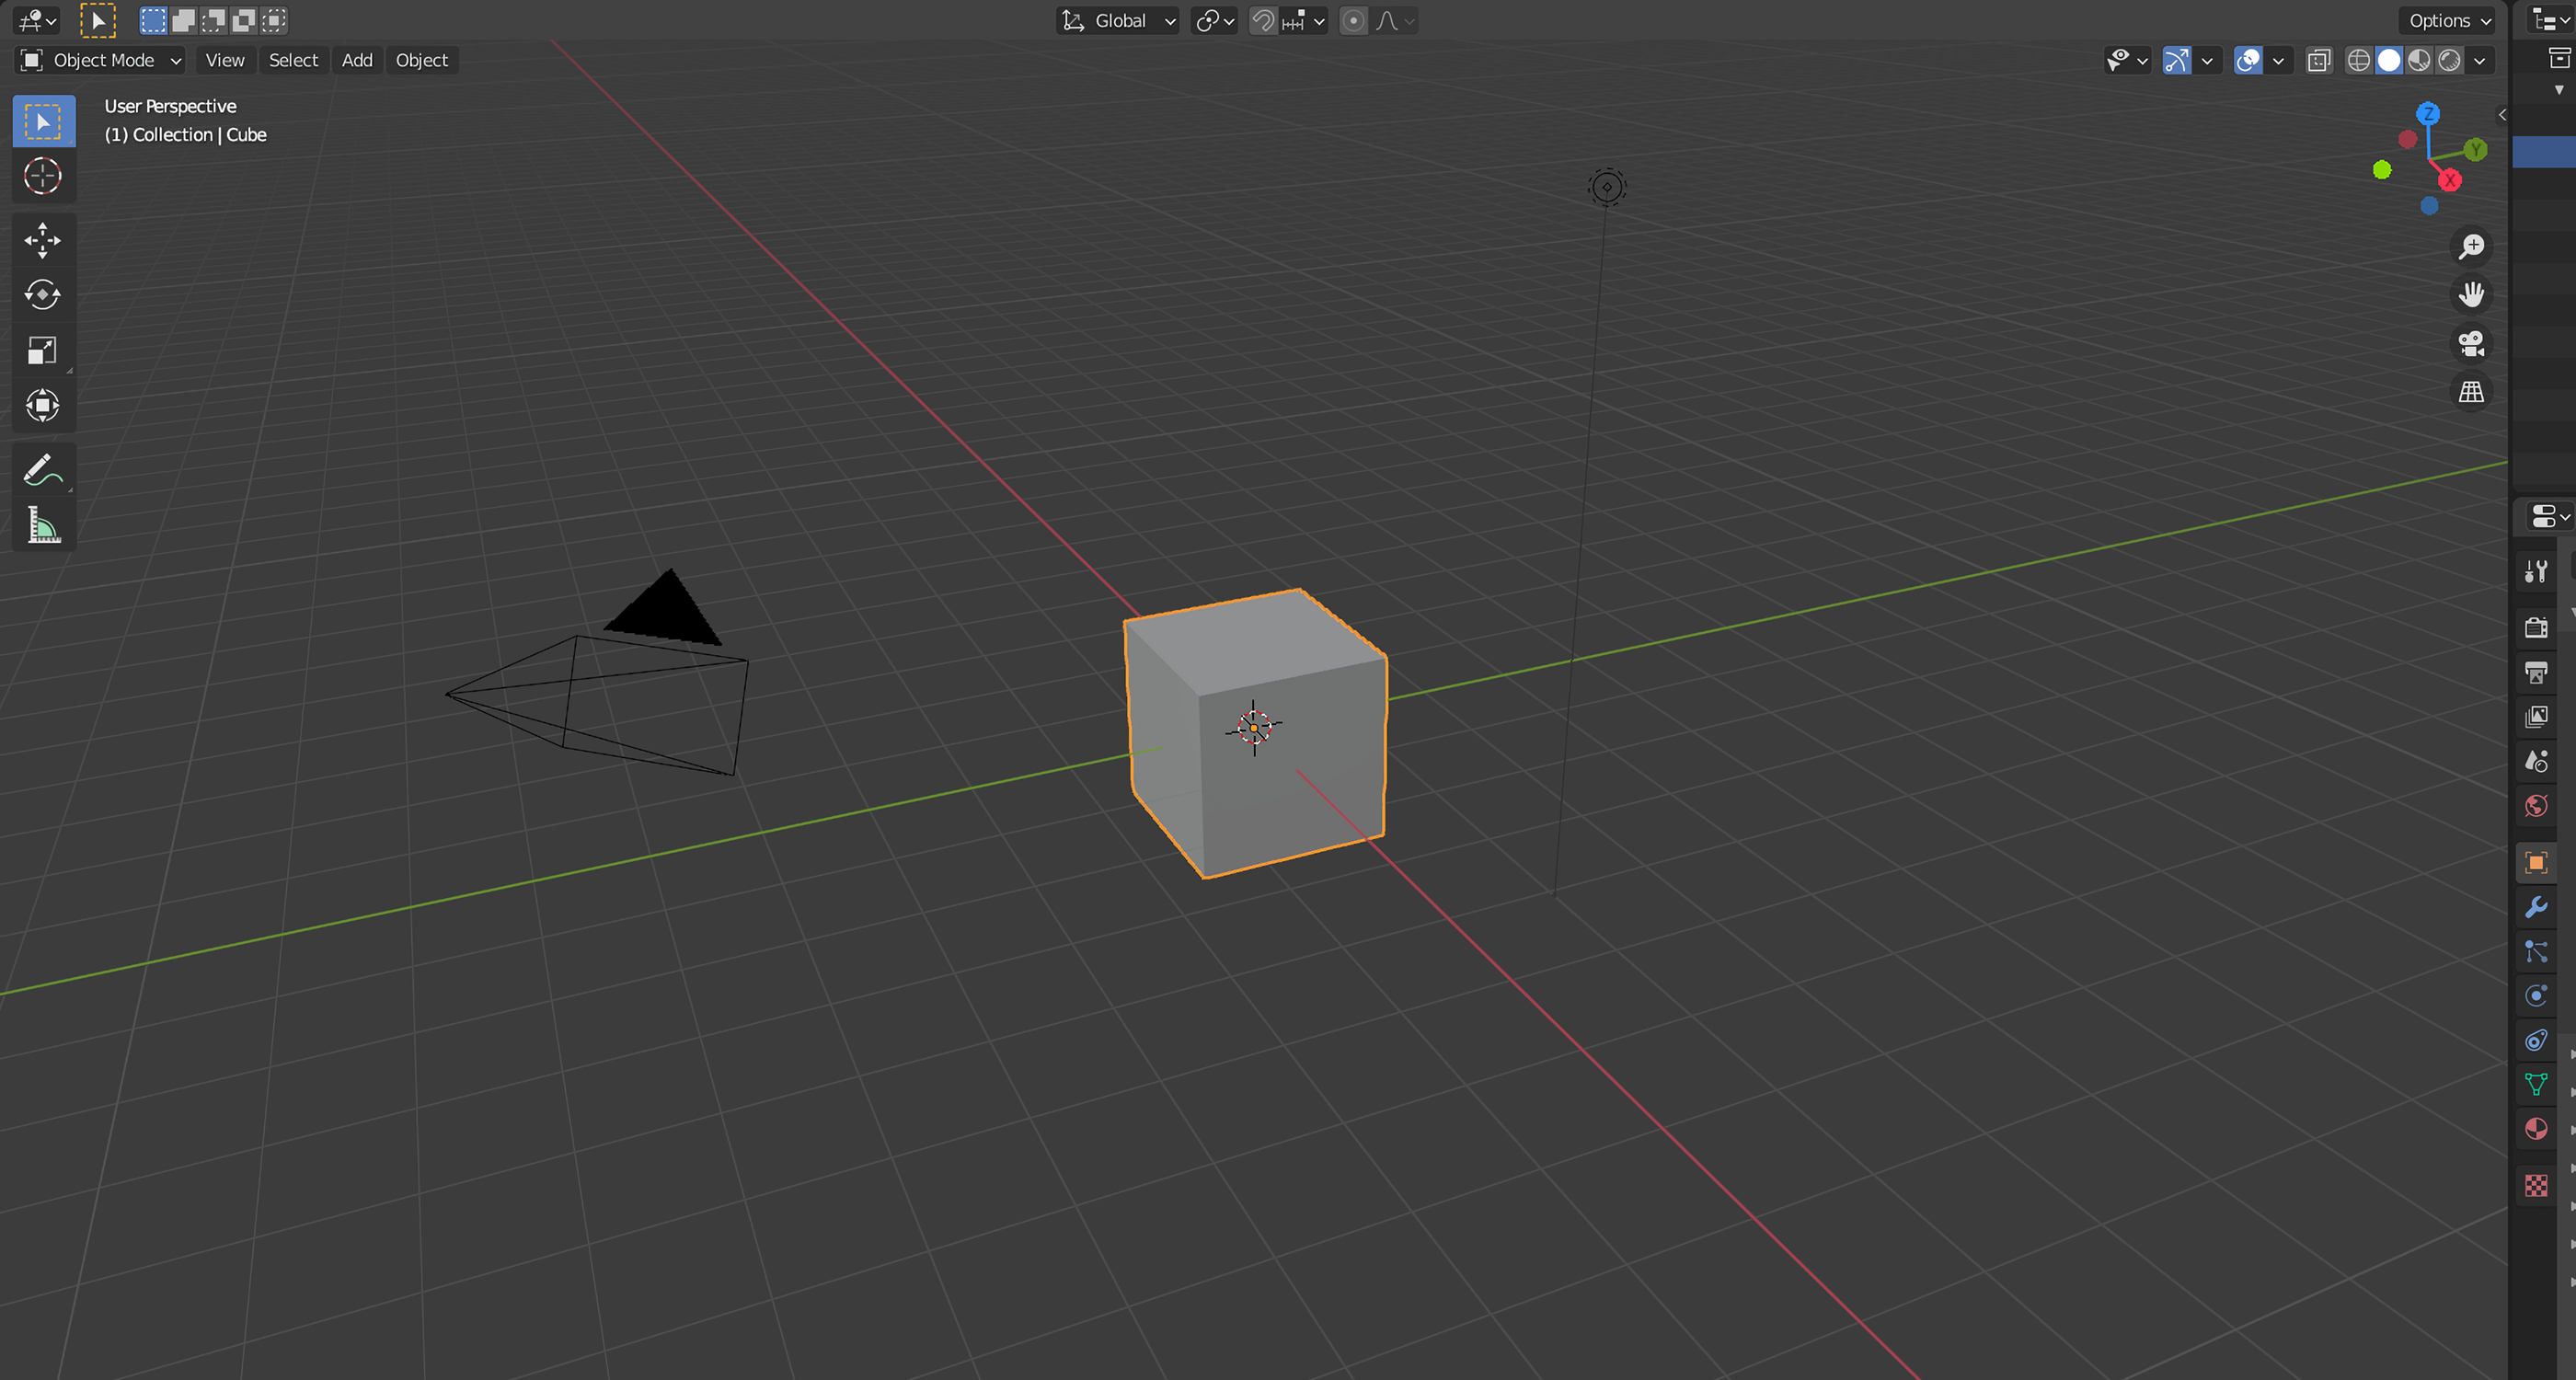 Global
Options
Object Mode
View
Select
Add
Object
User Perspective
(1) Collection | Cube
Z
Y
X